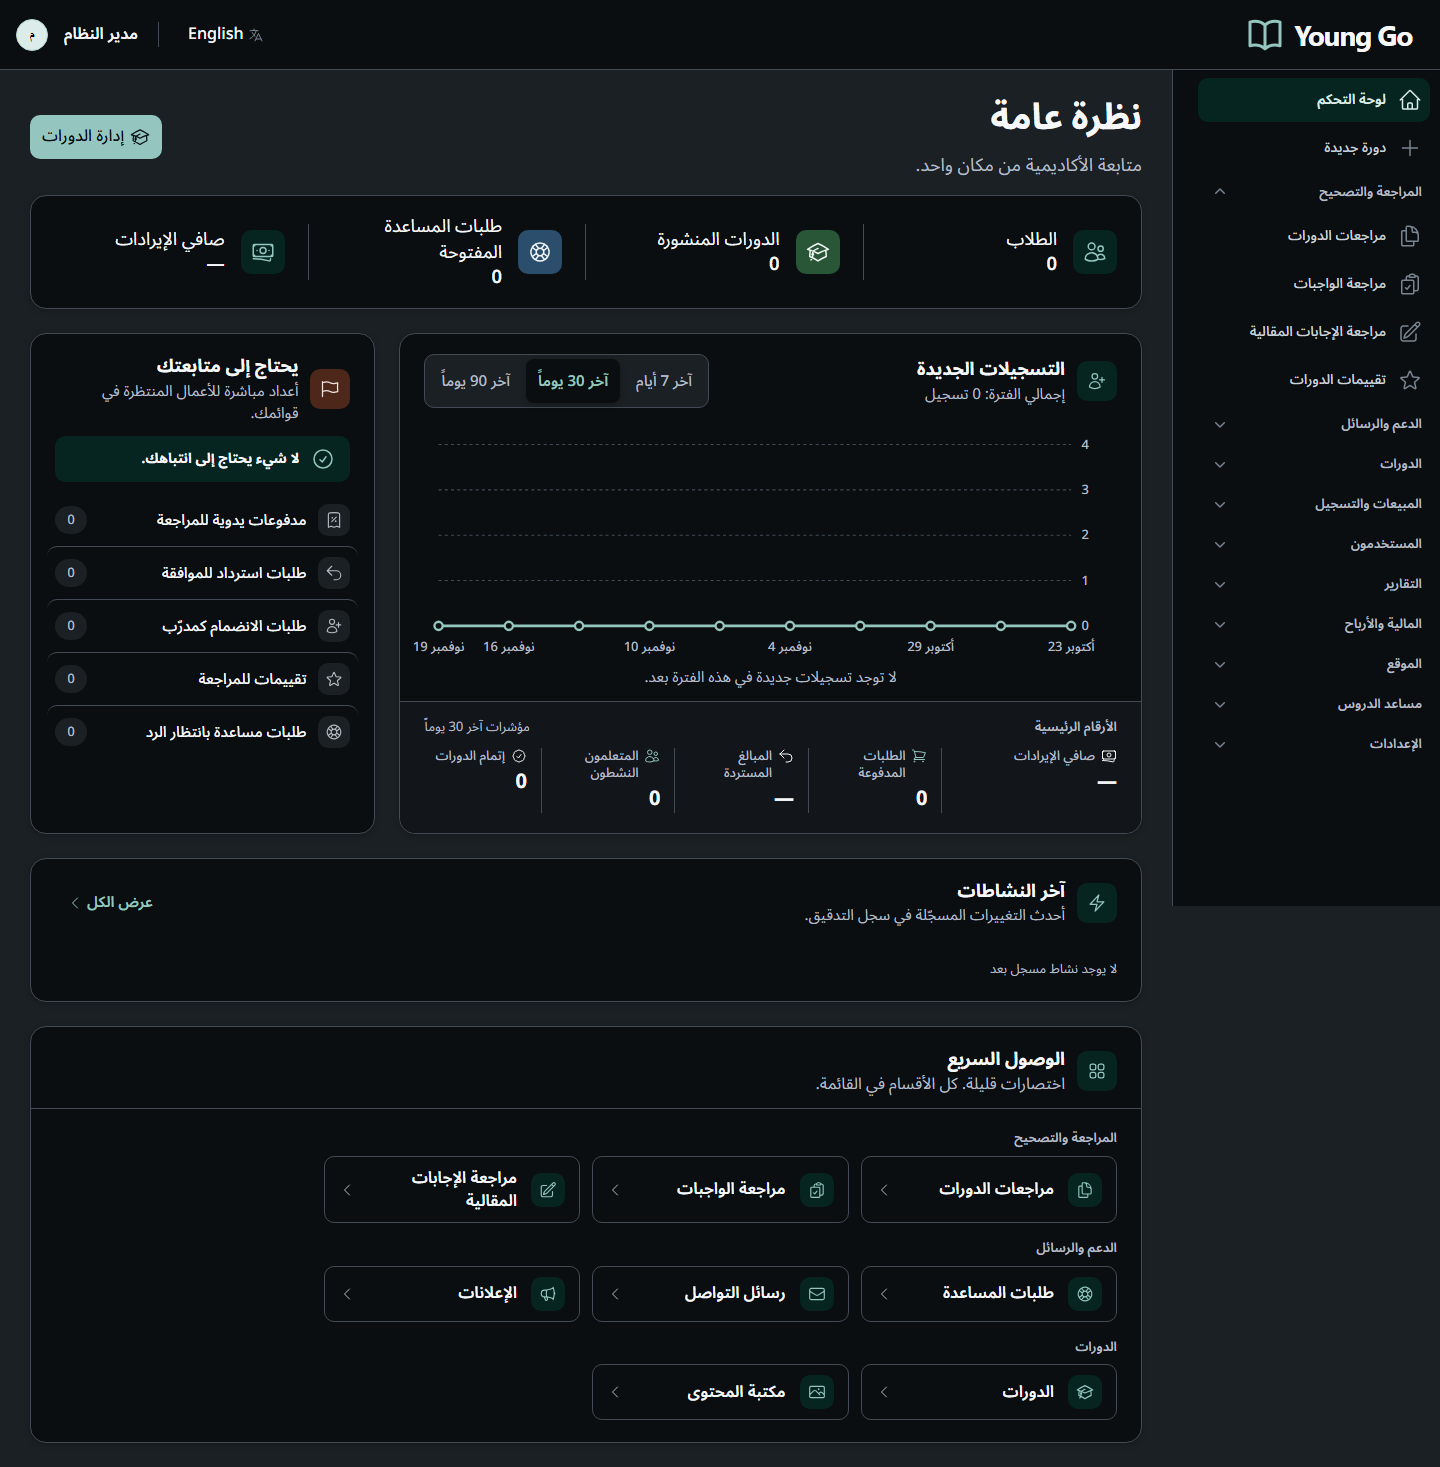 Young Go
English
مدير النظام
م
لوحة التحكم
دورة جديدة
المراجعة والتصحيح
مراجعات الدورات
مراجعة الواجبات
مراجعة الإجابات المقالية
تقييمات الدورات
الدعم والرسائل
الدورات
المبيعات والتسجيل
المستخدمون
التقارير
المالية والأرباح
الموقع
مساعد الدروس
الإعدادات
نظرة عامة
متابعة الأكاديمية من مكان واحد.
إدارة الدورات
الطلاب
0
الدورات المنشورة
0
طلبات المساعدة
المفتوحة
0
صافي الإيرادات
—
التسجيلات الجديدة
إجمالي الفترة: 0 تسجيل
آخر 7 أيام
آخر 30 يوماً
آخر 90 يوماً
4
3
2
1
0
23 أكتوبر
29 أكتوبر
4 نوفمبر
10 نوفمبر
16 نوفمبر
19 نوفمبر
لا توجد تسجيلات جديدة في هذه الفترة بعد.
الأرقام الرئيسية
مؤشرات آخر 30 يوماً
صافي الإيرادات
—
الطلبات
المدفوعة
0
المبالغ
المستردة
—
المتعلمون
النشطون
0
إتمام الدورات
0
يحتاج إلى متابعتك
أعداد مباشرة للأعمال المنتظرة في
قوائمك.
لا شيء يحتاج إلى انتباهك.
مدفوعات يدوية للمراجعة 0
طلبات استرداد للموافقة 0
طلبات الانضمام كمدرّب 0
تقييمات للمراجعة 0
طلبات مساعدة بانتظار الرد 0
آخر النشاطات
أحدث التغييرات المسجّلة في سجل التدقيق.
عرض الكل
لا يوجد نشاط مسجل بعد
الوصول السريع
اختصارات قليلة. كل الأقسام في القائمة.
المراجعة والتصحيح
مراجعات الدورات
مراجعة الواجبات
مراجعة الإجابات
المقالية
الدعم والرسائل
طلبات المساعدة
رسائل التواصل
الإعلانات
الدورات
الدورات
مكتبة المحتوى